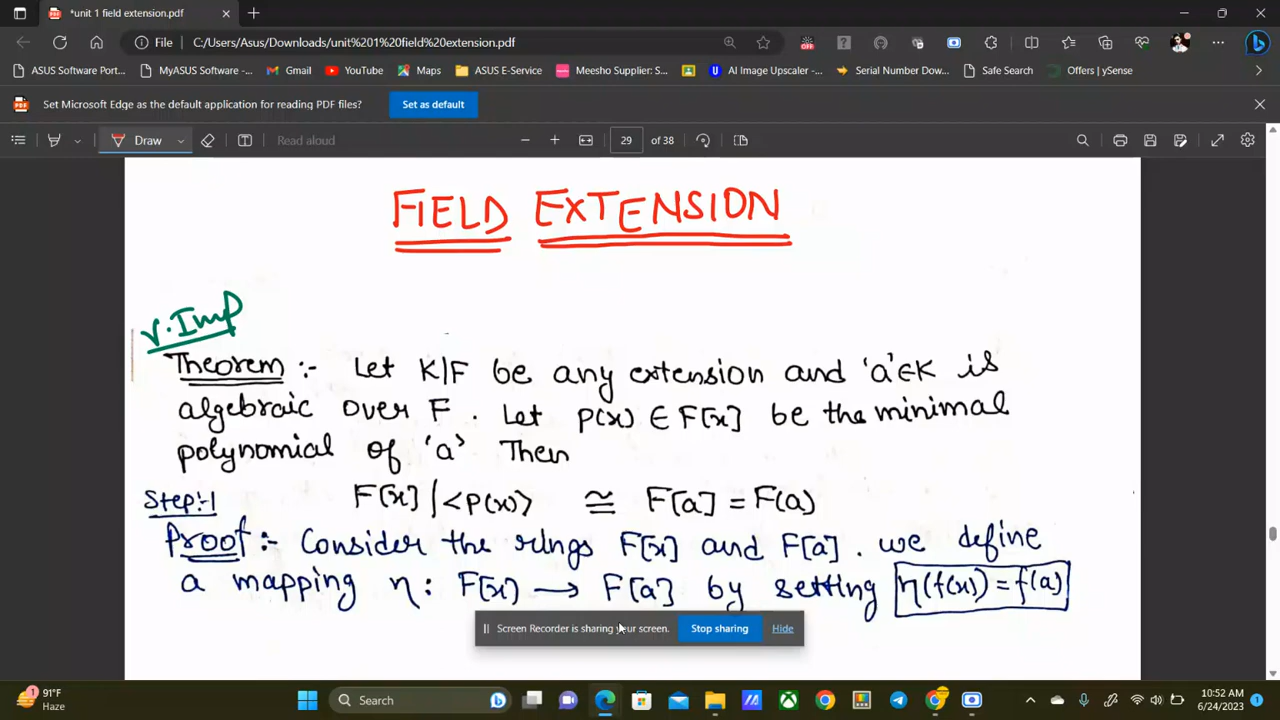 *unit 1 field extension.pdf
File C:/Users/Asus/Downloads/unit%201%20field%20extension.pdf
ASUS Software Port... MyASUS Software -... Gmail YouTube Maps ASUS E-Service Meesho Supplier: S... AI Image Upscaler -... Serial Number Dow... Safe Search Offers | ySense
Set Microsoft Edge as the default application for reading PDF files? Set as default
Draw Read aloud 29 of 38
FIELD EXTENSION
V.Imp
Theorem :- Let K|F be any extension and 'a'∈K is
algebraic over F. Let P(x) ∈ F[x] be the minimal
polynomial of 'a' Then
Step:-1 F[x] | <P(x)> ≅ F[a] = F(a)
Proof :- Consider the rings F[x] and F[a]. we define
a mapping η: F[x] → F[a] by setting η(f(x)) = f(a)
Screen Recorder is sharing your screen. Stop sharing Hide
1 91°F
Haze
Search
10:52 AM
6/24/2023
1